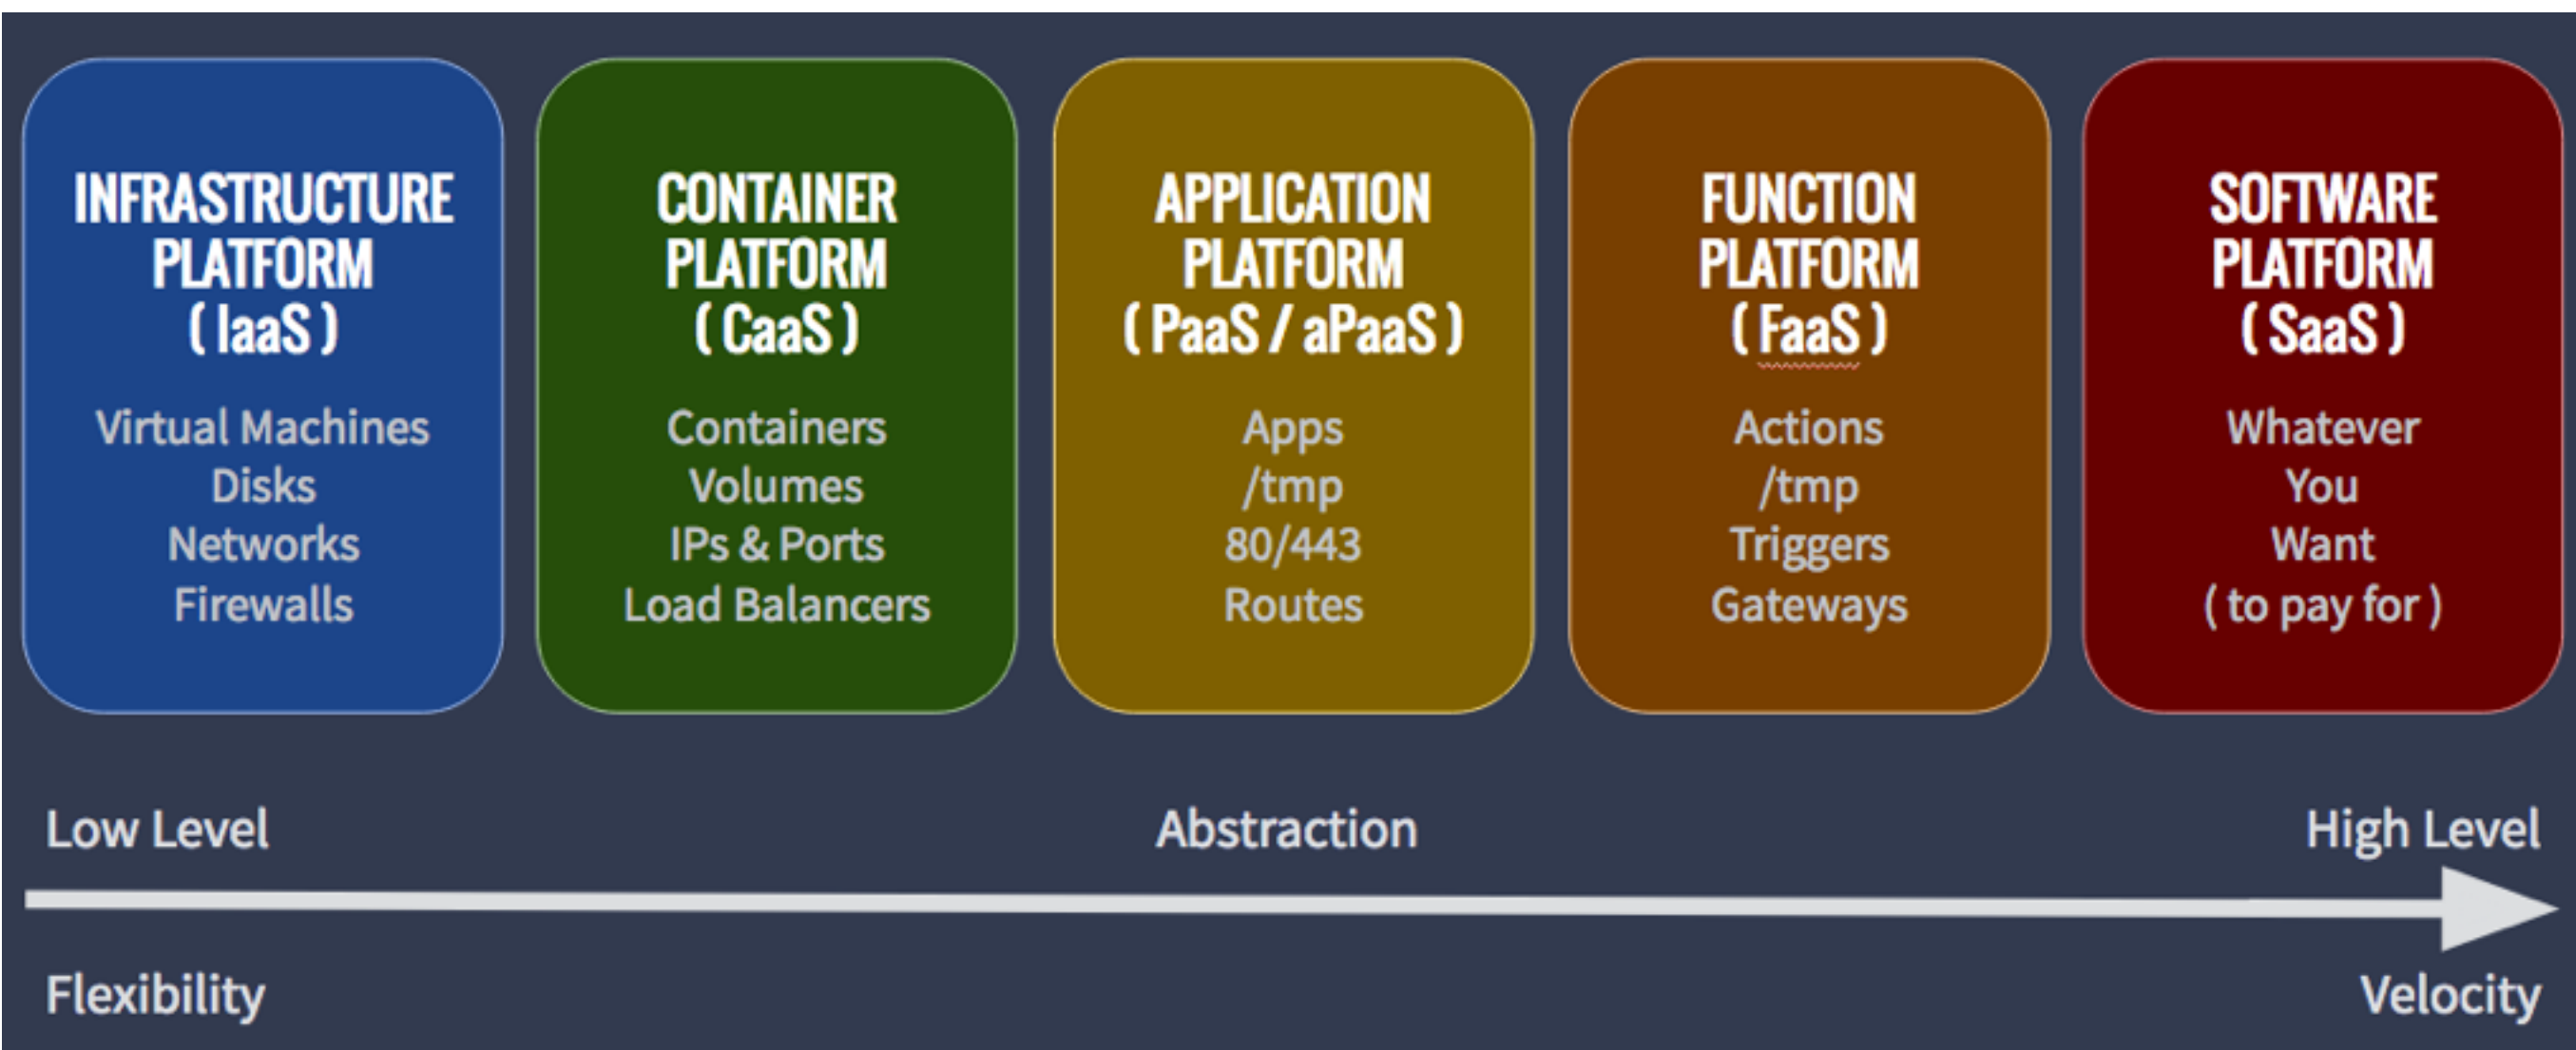 INFRASTRUCTURE
PLATFORM
( IaaS )
Virtual Machines
Disks
Networks
Firewalls
CONTAINER
PLATFORM
( CaaS )
Containers
Volumes
IPs & Ports
Load Balancers
APPLICATION
PLATFORM
( PaaS / aPaaS )
Apps
/tmp
80/443
Routes
FUNCTION
PLATFORM
( FaaS )
Actions
/tmp
Triggers
Gateways
SOFTWARE
PLATFORM
( SaaS )
Whatever
You
Want
( to pay for )
Low Level
Abstraction
High Level
Flexibility
Velocity